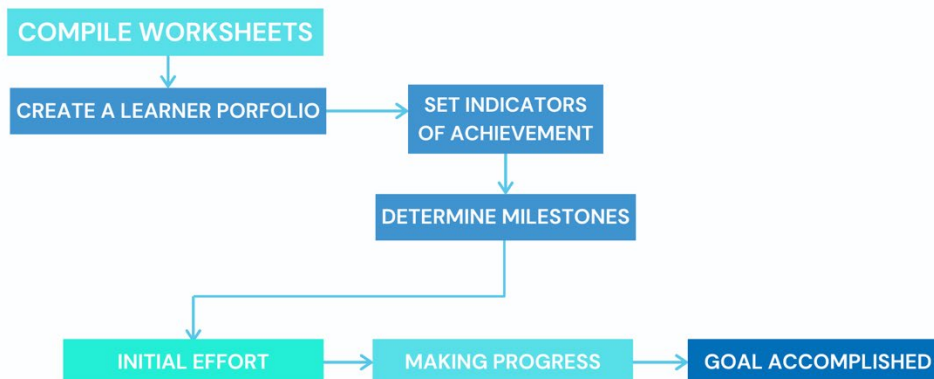 COMPILE WORKSHEETS
CREATE A LEARNER PORFOLIO
SET INDICATORS
OF ACHIEVEMENT
DETERMINE MILESTONES
INITIAL EFFORT
MAKING PROGRESS
GOAL ACCOMPLISHED